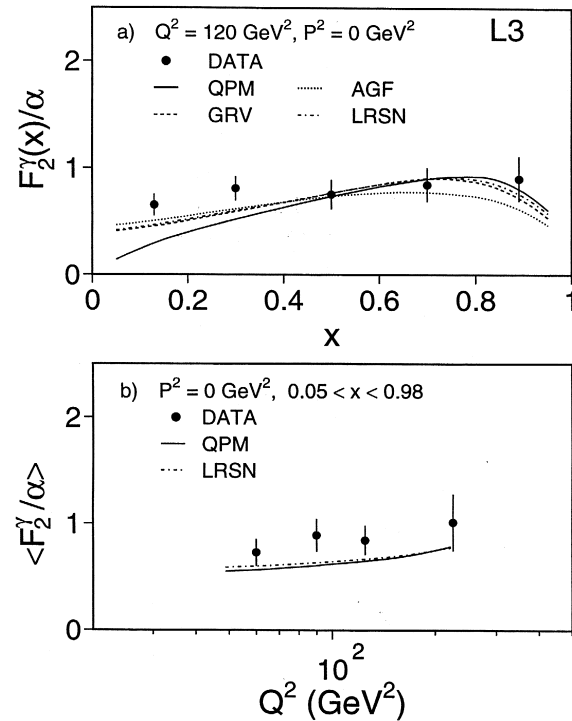 a) Q² = 120 GeV², P² = 0 GeV² L3
DATA
QPM AGF
GRV LRSN
F₂^γ(x)/α
2
1
0
0 0.2 0.4 0.6 0.8 1
x
b) P² = 0 GeV², 0.05 < x < 0.98
DATA
QPM
LRSN
<F₂^γ/α>
2
1
0
10²
Q² (GeV²)